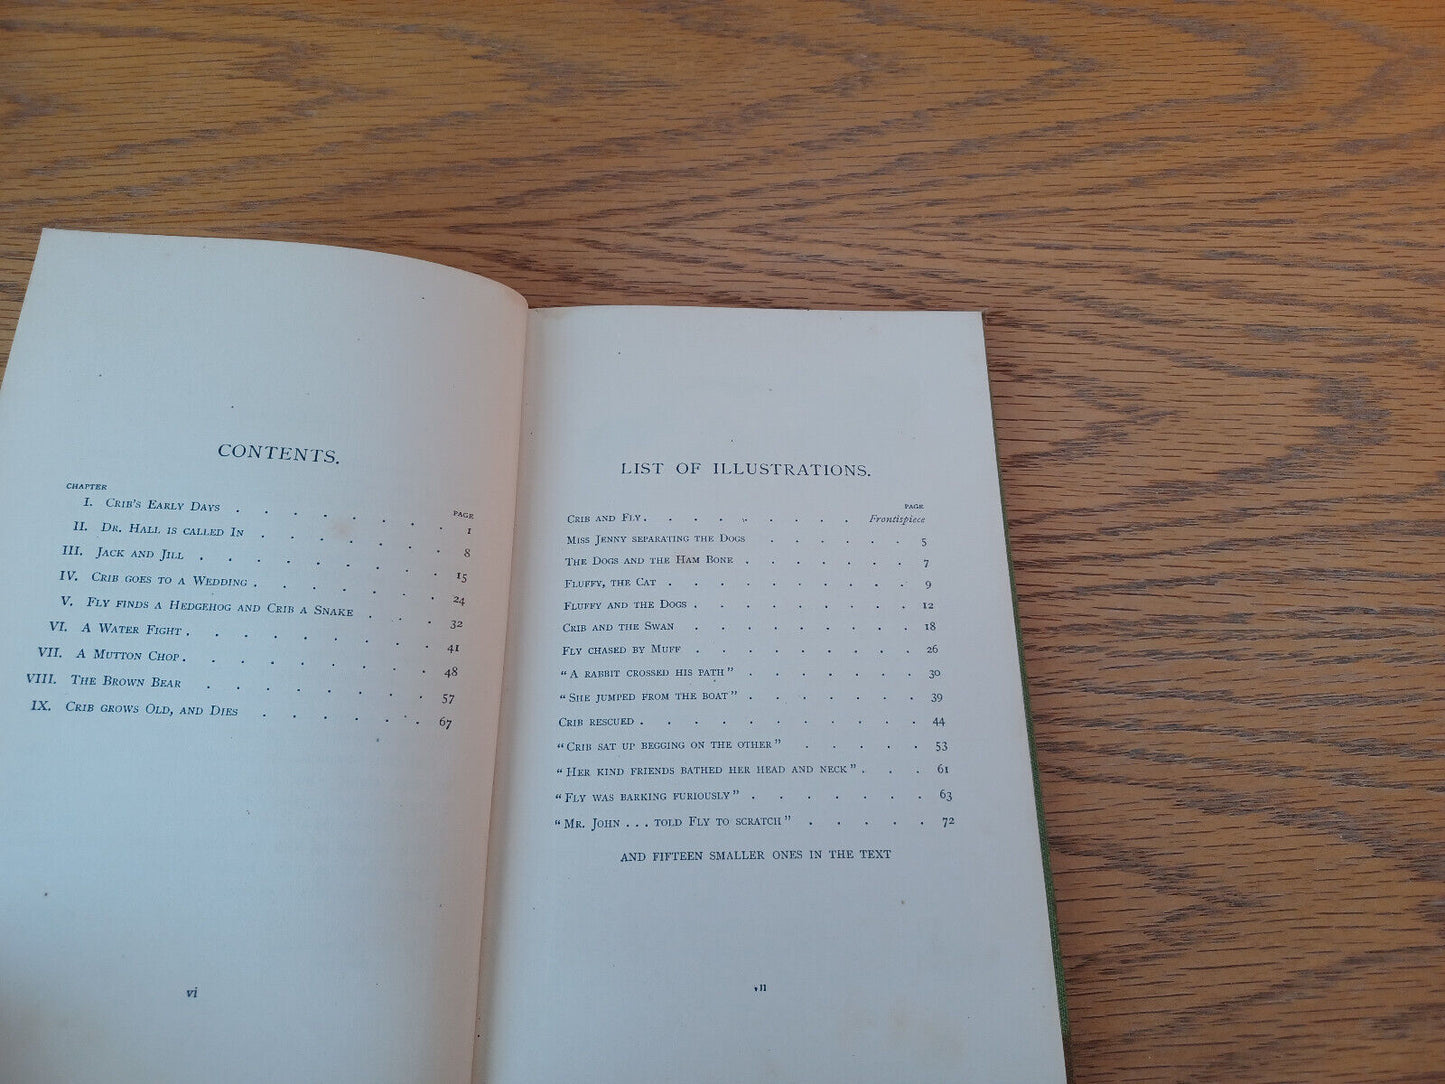 CONTENTS.
CHAPTER PAGE
I. Crib's Early Days . . . . . . . 1
II. Dr. Hall is called In . . . . . . 8
III. Jack and Jill . . . . . . . . 15
IV. Crib goes to a Wedding . . . . . . 24
V. Fly finds a Hedgehog and Crib a Snake . . . 32
VI. A Water Fight . . . . . . . . 41
VII. A Mutton Chop . . . . . . . . 48
VIII. The Brown Bear . . . . . . . 57
IX. Crib grows Old, and Dies . . . . . . 67
vi
LIST OF ILLUSTRATIONS.
PAGE
Crib and Fly . . . . . . . . . Frontispiece
Miss Jenny separating the Dogs . . . . . . 5
The Dogs and the Ham Bone . . . . . . . 7
Fluffy, the Cat . . . . . . . . . 9
Fluffy and the Dogs . . . . . . . . 12
Crib and the Swan . . . . . . . . 18
Fly chased by Muff . . . . . . . . 26
"A rabbit crossed his path" . . . . . . . 30
"She jumped from the boat" . . . . . . . 39
Crib rescued . . . . . . . . . . 44
"Crib sat up begging on the other" . . . . . 53
"Her kind friends bathed her head and neck" . . . 61
"Fly was barking furiously" . . . . . . . 63
"Mr. John . . . told Fly to scratch" . . . . . 72
AND FIFTEEN SMALLER ONES IN THE TEXT
vii